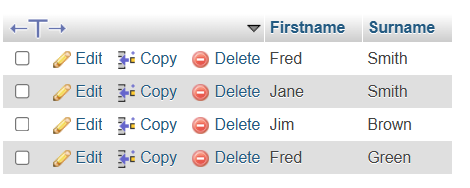 Firstname Surname
Edit Copy Delete Fred Smith
Edit Copy Delete Jane Smith
Edit Copy Delete Jim Brown
Edit Copy Delete Fred Green